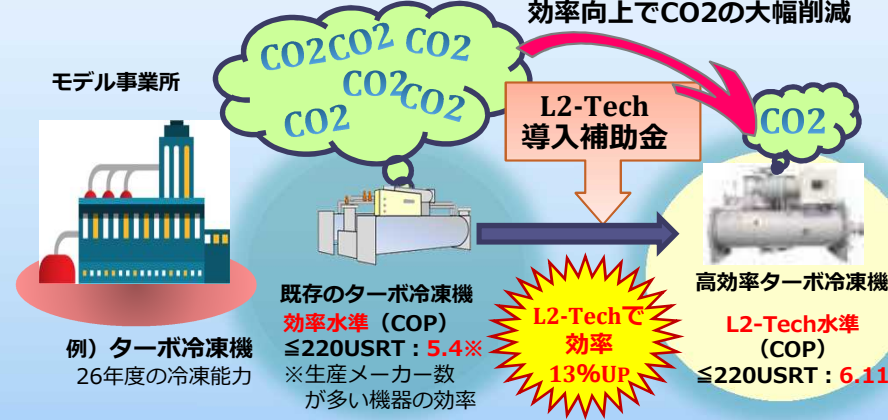 効率向上でCO2の大幅削減
CO2CO2 CO2
CO2CO2
CO2
モデル事業所
L2-Tech
導入補助金
CO2
既存のターボ冷凍機
効率水準（COP）
≦220USRT：5.4※
※生産メーカー数
が多い機器の効率
例）ターボ冷凍機
26年度の冷凍能力
L2-Techで
効率
13%UP
高効率ターボ冷凍機
L2-Tech水準
（COP）
≦220USRT：6.11